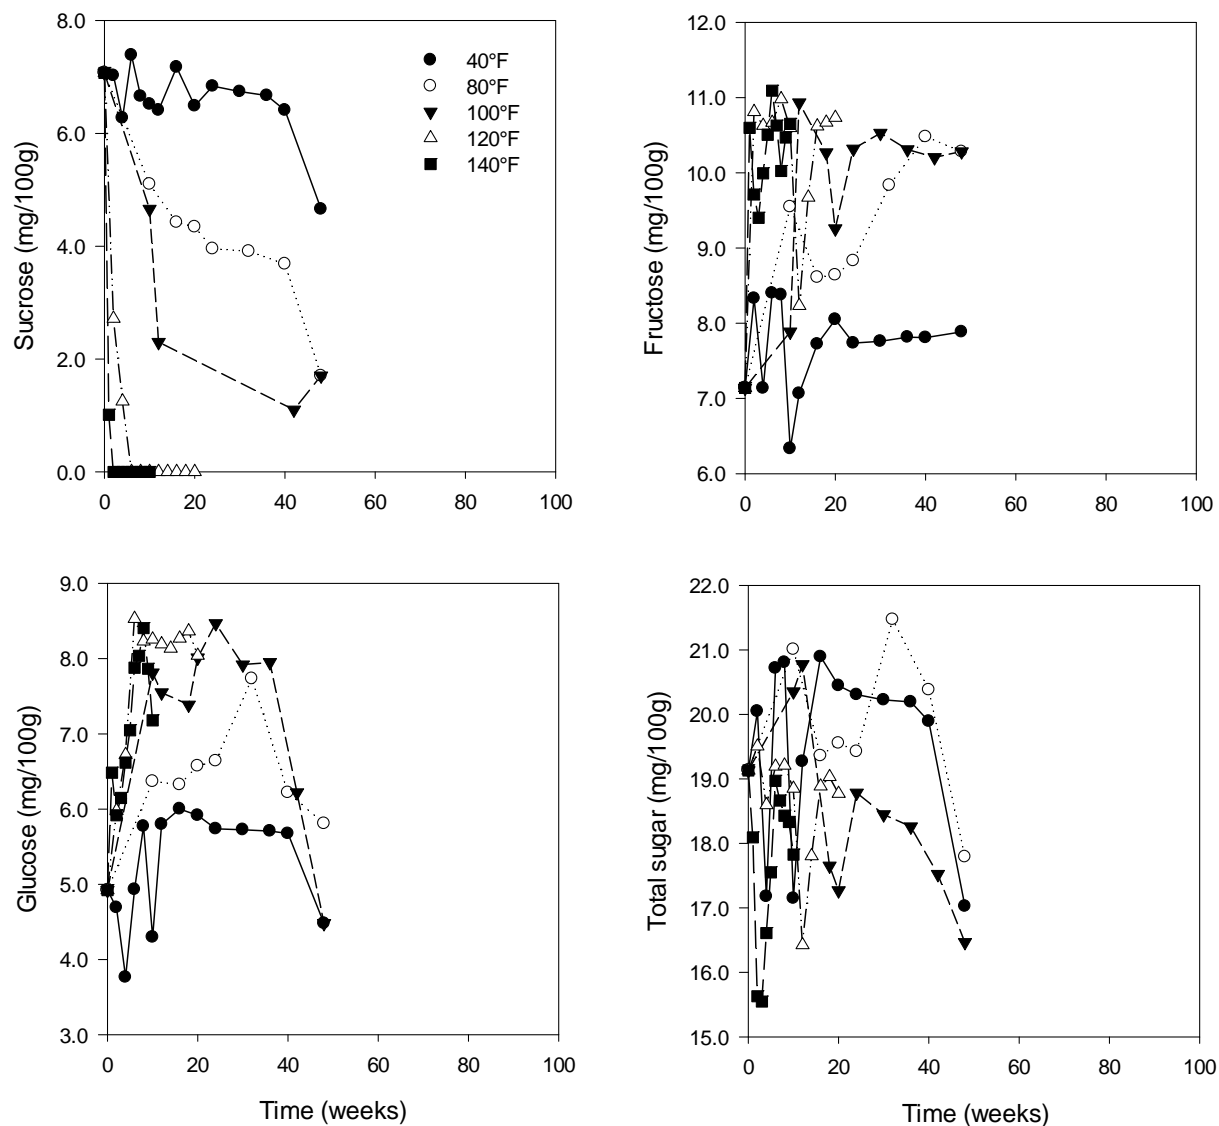 Sucrose (mg/100g)
8.0
6.0
4.0
2.0
0.0
0 20 40 60 80 100
40°F
80°F
100°F
120°F
140°F
Fructose (mg/100g)
12.0
11.0
10.0
9.0
8.0
7.0
6.0
0 20 40 60 80 100
Glucose (mg/100g)
9.0
8.0
7.0
6.0
5.0
4.0
3.0
0 20 40 60 80 100
Time (weeks)
Total sugar (mg/100g)
22.0
21.0
20.0
19.0
18.0
17.0
16.0
15.0
0 20 40 60 80 100
Time (weeks)